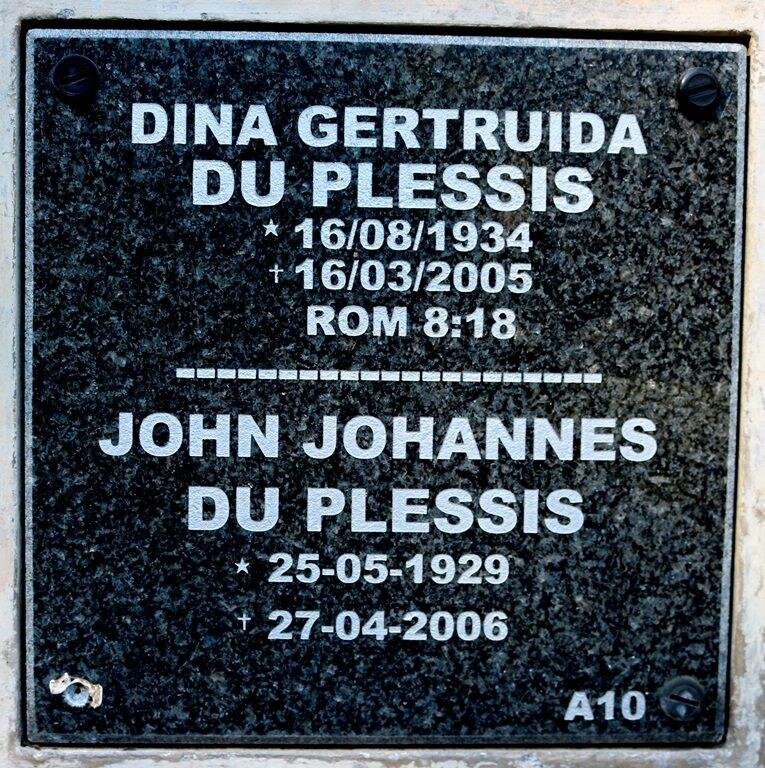 DINA GERTRUIDA
DU PLESSIS
★ 16/08/1934
† 16/03/2005
ROM 8:18
---------------------
JOHN JOHANNES
DU PLESSIS
★ 25-05-1929
† 27-04-2006
A10